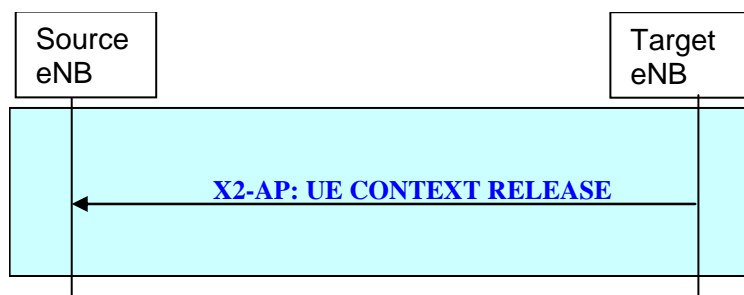 Source
eNB
Target
eNB
X2-AP: UE CONTEXT RELEASE